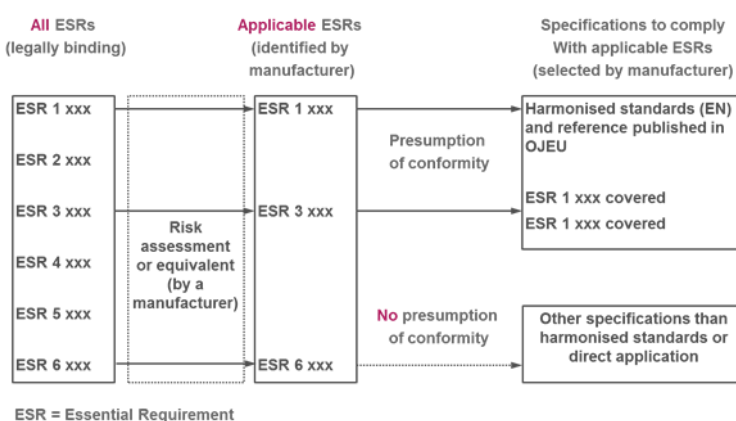 All ESRs
(legally binding)
Applicable ESRs
(identified by
manufacturer)
Specifications to comply
With applicable ESRs
(selected by manufacturer)
ESR 1 xxx
ESR 2 xxx
ESR 3 xxx
ESR 4 xxx
ESR 5 xxx
ESR 6 xxx
Risk
assessment
or equivalent
(by a
manufacturer)
ESR 1 xxx
ESR 3 xxx
ESR 6 xxx
Presumption
of conformity
No presumption
of conformity
Harmonised standards (EN)
and reference published in
OJEU
ESR 1 xxx covered
ESR 1 xxx covered
Other specifications than
harmonised standards or
direct application
ESR = Essential Requirement